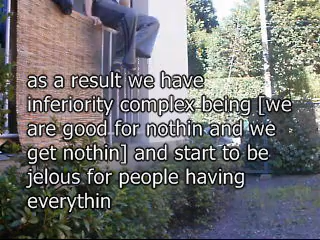 as a result we have
inferiority complex being [we
are good for nothin and we
get nothin] and start to be
jelous for people having
everythin